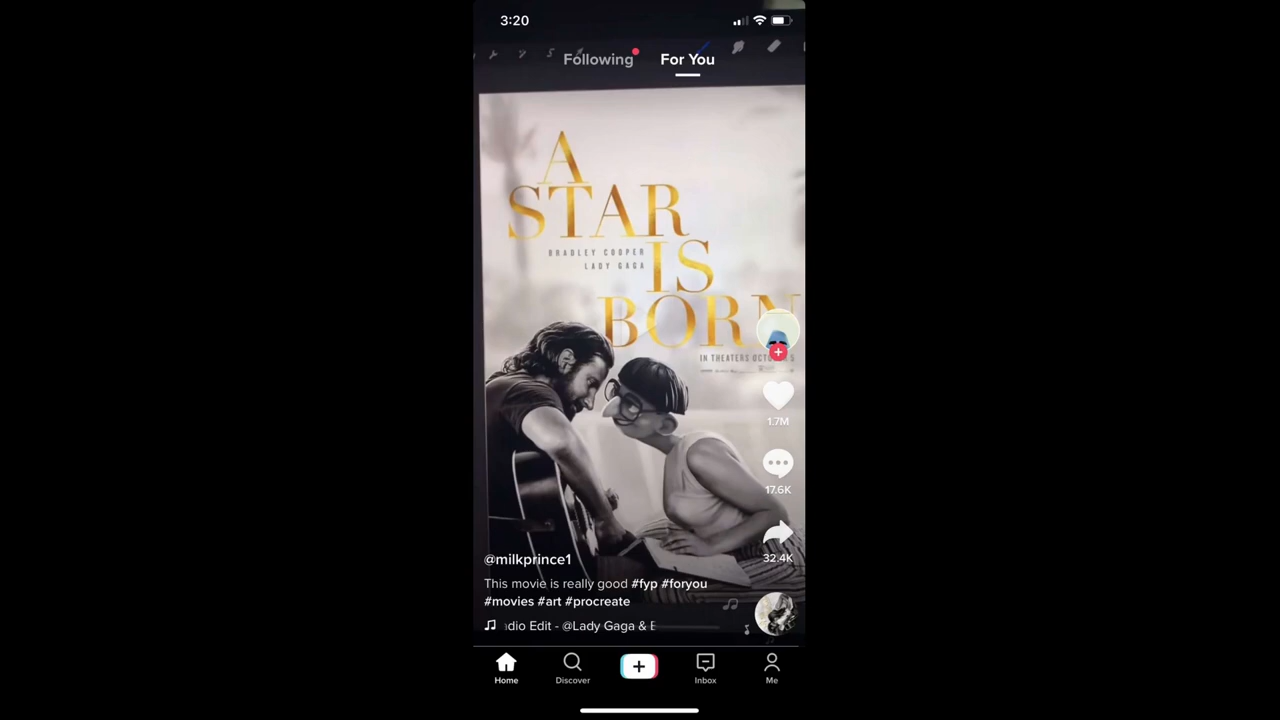 3:20
Following
For You
A
STAR
IS
BRADLEY COOPER
LADY GAGA
BORN
IN THEATERS OCTOBER 5
1.7M
17.6K
32.4K
@milkprince1
This movie is really good #fyp #foryou
#movies #art #procreate
dio Edit - @Lady Gaga & B
Home
Discover
Inbox
Me